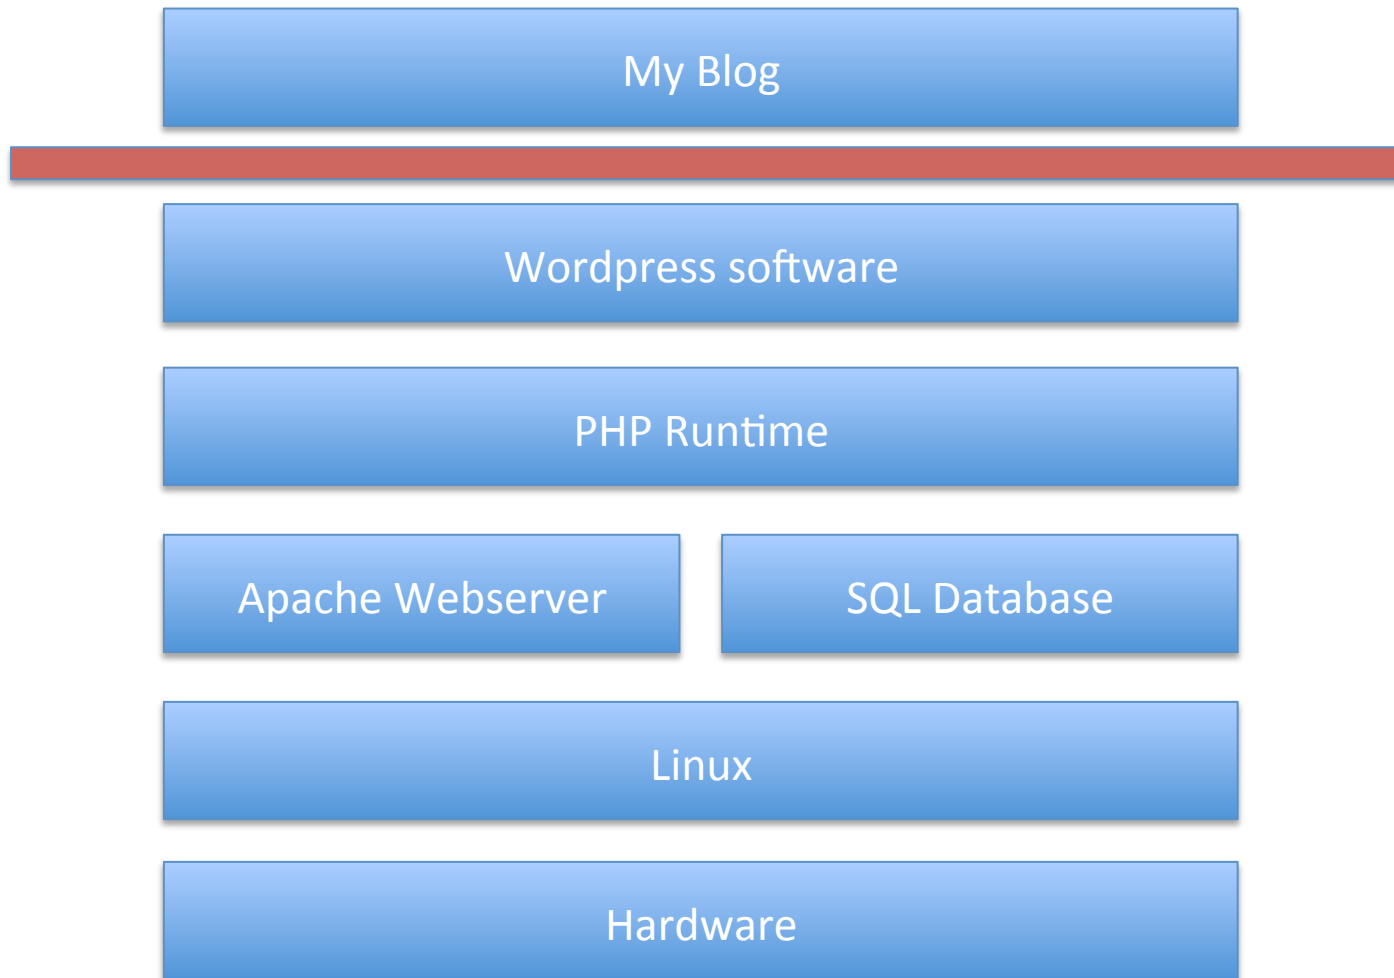 My Blog
Wordpress software
PHP Runtime
Apache Webserver
SQL Database
Linux
Hardware